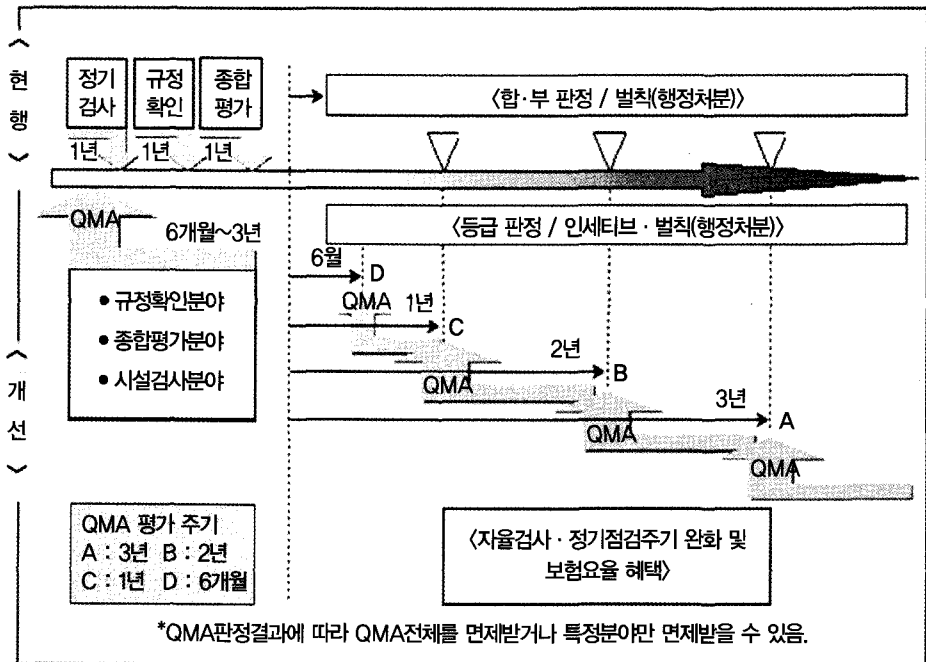 〈현행〉
정기 규정 종합
검사 확인 평가
1년 1년 1년
〈합·부 판정 / 벌칙(행정처분)〉
QMA
6개월~3년
〈등급 판정 / 인세티브 · 벌칙(행정처분)〉
〈개선〉
• 규정확인분야
• 종합평가분야
• 시설검사분야
6월 D
QMA
1년 C
QMA
2년 B
QMA
3년 A
QMA
QMA 평가 주기
A : 3년 B : 2년
C : 1년 D : 6개월
〈자율검사 · 정기점검주기 완화 및
보험요율 혜택〉
*QMA판정결과에 따라 QMA전체를 면제받거나 특정분야만 면제받을 수 있음.